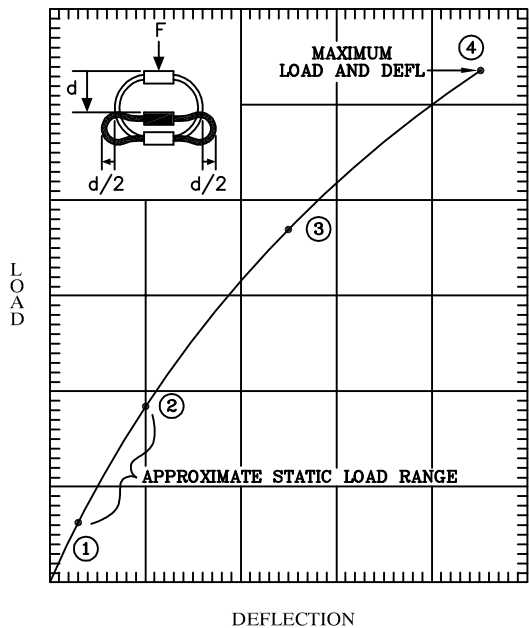 F
d
d/2
d/2
MAXIMUM
LOAD AND DEFL
4
3
2
APPROXIMATE STATIC LOAD RANGE
1
LOAD
DEFLECTION